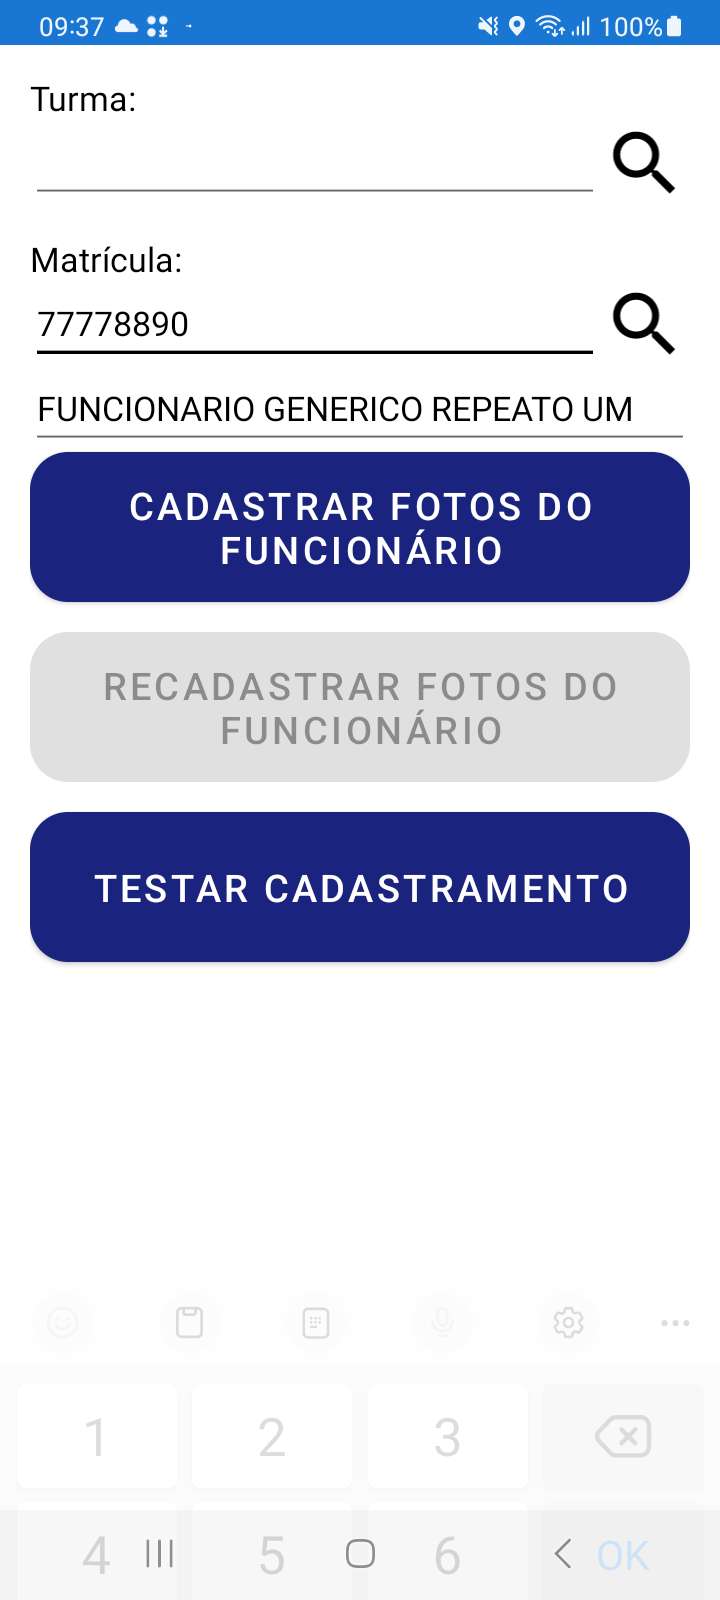 09:37 100%
Turma:
Matrícula:
77778890
FUNCIONARIO GENERICO REPEATO UM
CADASTRAR FOTOS DO
FUNCIONÁRIO
RECADASTRAR FOTOS DO
FUNCIONÁRIO
TESTAR CADASTRAMENTO
1 2 3
4 5 6 OK